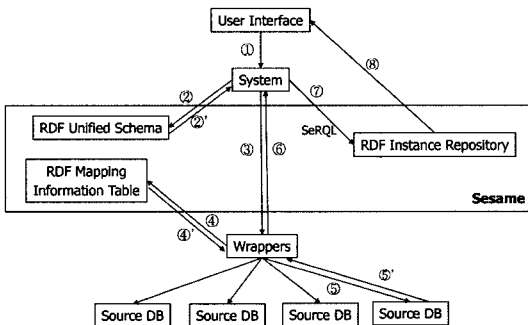 User Interface
①
⑧
System
②
⑦
RDF Unified Schema
②'
SeRQL
RDF Instance Repository
③
⑥
RDF Mapping
Information Table
Sesame
④
④'
Wrappers
⑤'
⑤
Source DB
Source DB
Source DB
Source DB